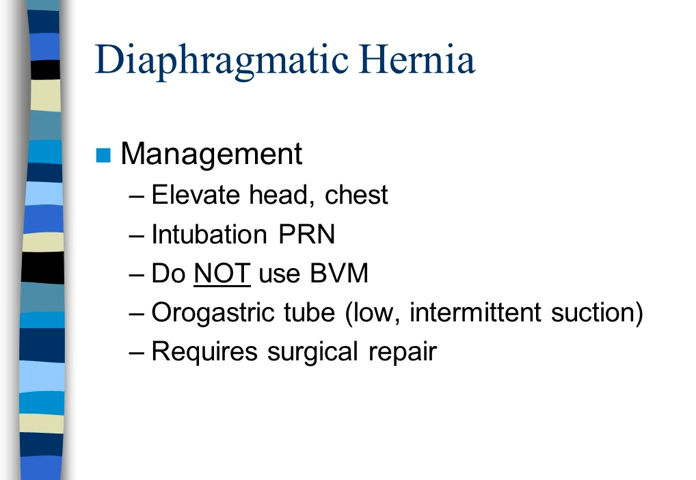 Diaphragmatic Hernia
Management
– Elevate head, chest
– Intubation PRN
– Do NOT use BVM
– Orogastric tube (low, intermittent suction)
– Requires surgical repair